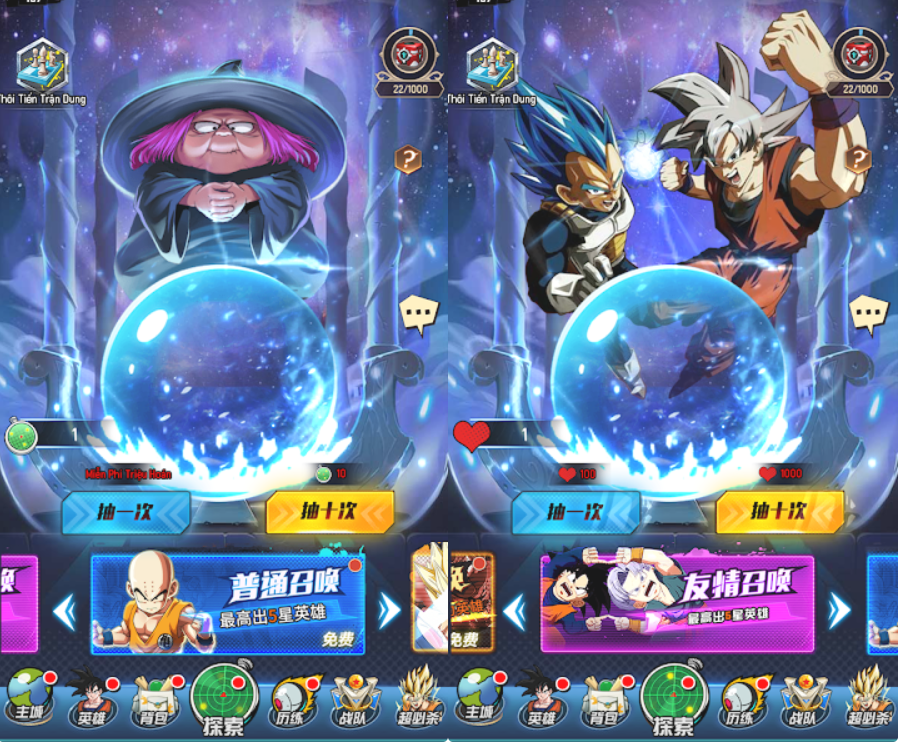 Thôi Tiến Trận Dung
22/1000
?
1
Miễn Phí Triệu Hoán
10
抽一次
抽十次
唤
普通召唤
最高出5星英雄
免费
主城
英雄
背包
探索
历练
战队
超必杀
Thôi Tiến Trận Dung
22/1000
?
1
100
1000
抽一次
抽十次
唤
英雄
免费
友情召唤
最高出5星英雄
主城
英雄
背包
探索
历练
战队
超必杀